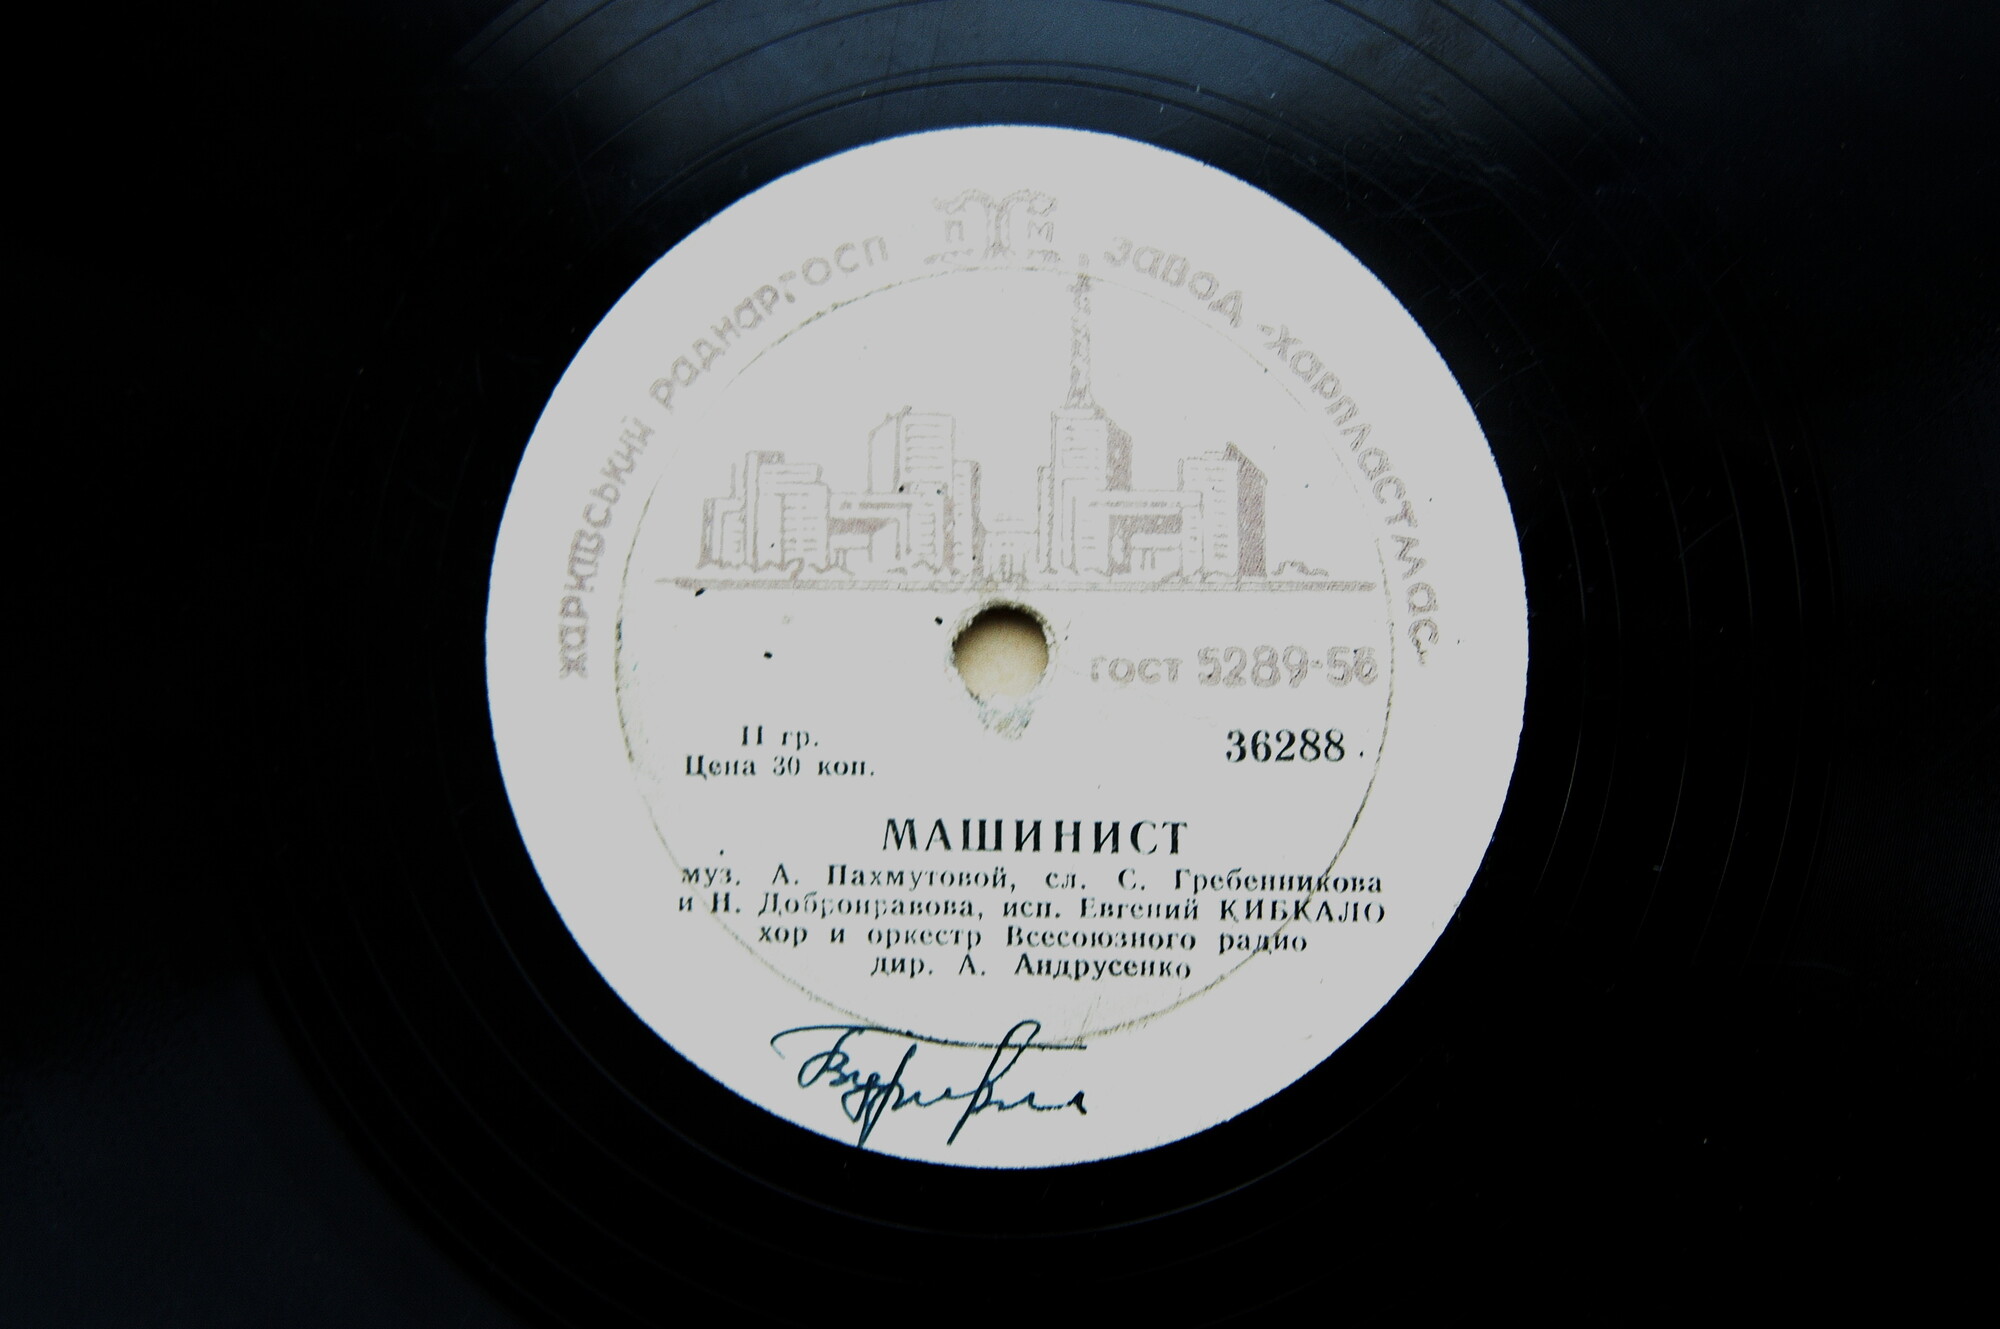 харківський раднаргосп
П М
завод "харпластмас"
гост 5289-56
II гр.
36288
Цена 30 коп.
МАШИНИСТ
муз. А. Пахмутовой, сл. С. Гребенникова
и Н. Добронравова, исп. Евгений КИБКАЛО
хор и оркестр Всесоюзного радио
дир. А. Андрусенко